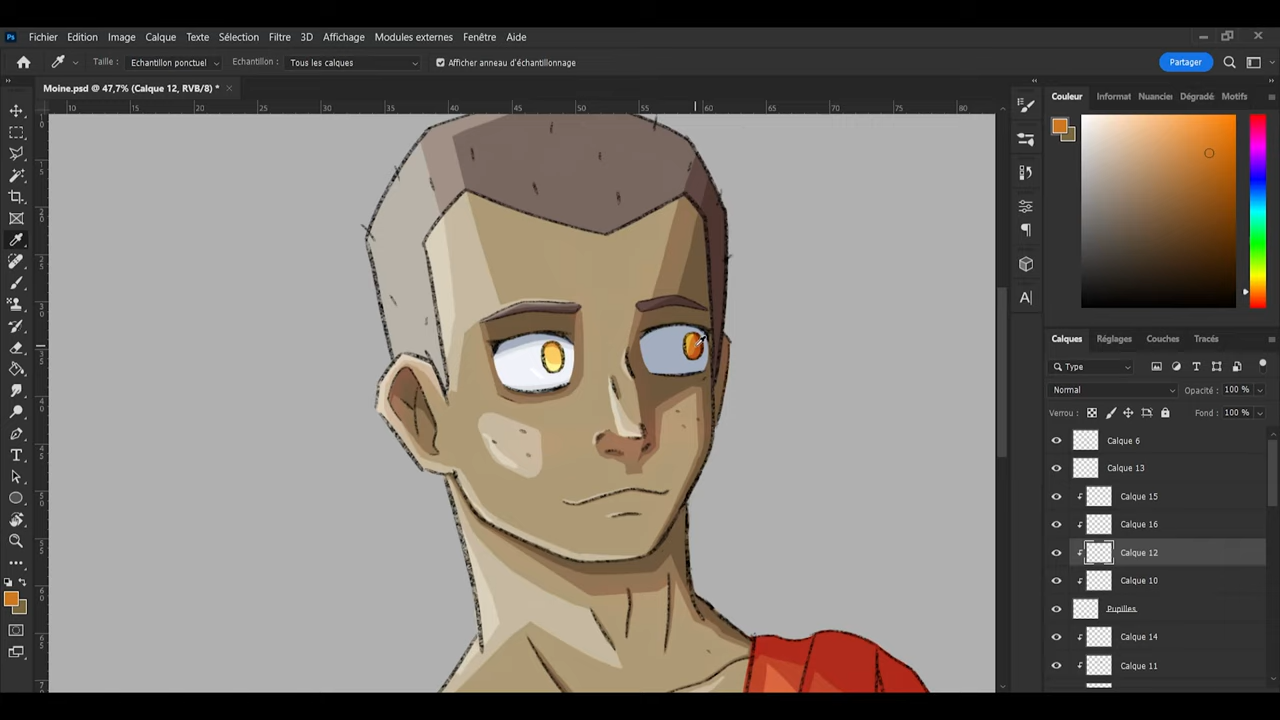 Ps Fichier Edition Image Calque Texte Sélection Filtre 3D Affichage Modules externes Fenêtre Aide
Taille : Echantillon ponctuel Echantillon : Tous les calques Afficher anneau d'échantillonnage Partager
Moine.psd @ 47,7% (Calque 12, RVB/8) *
10 20 25 30 35 40 45 50 55 60 65 70 75 80
Couleur Informat Nuancier Dégradé Motifs
Calques Réglages Couches Tracés
Type
Normal Opacité : 100 %
Verrou : Fond : 100 %
Calque 6
Calque 13
Calque 15
Calque 16
Calque 12
Calque 10
Pupilles
Calque 14
Calque 11